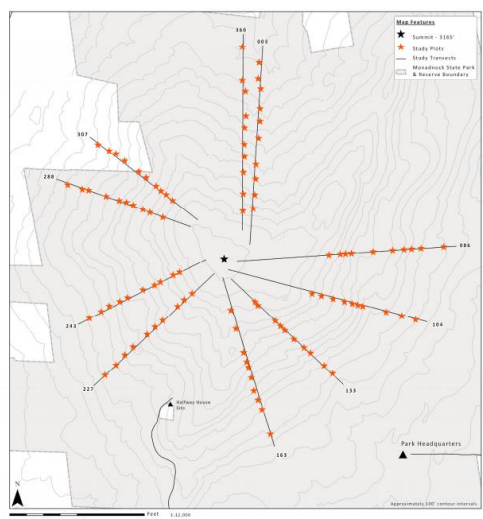 Map Features
Summit - 3165'
Study Plots
Study Transects
Monadnock State Park
& Reserve Boundary
360
005
307
288
086
104
243
227
135
163
Halfway House
Site
Park Headquarters
N
Approximately 100' contour intervals
Feet
1:12,000